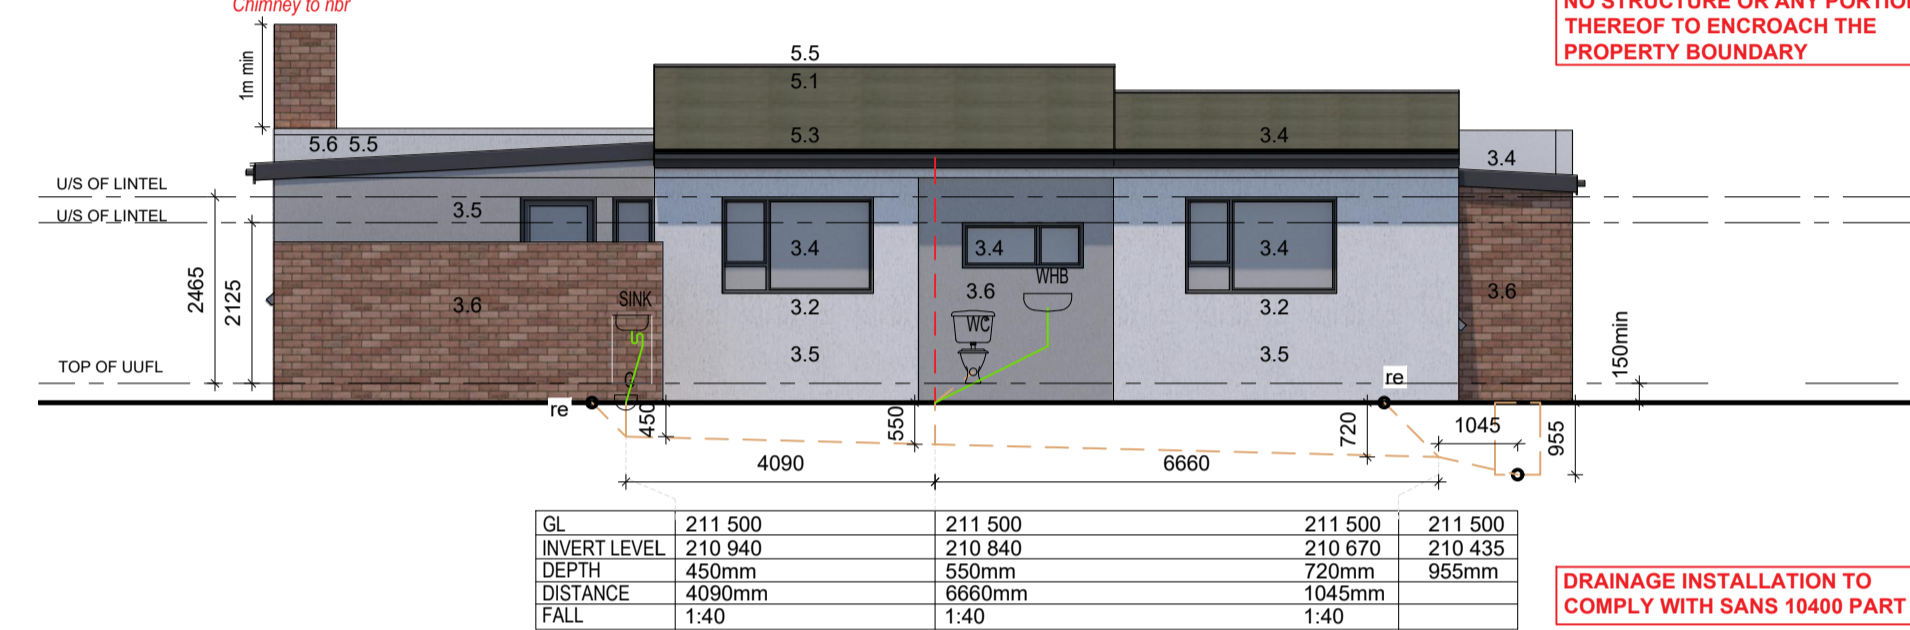 Chimney to nbr
NO STRUCTURE OR ANY PORTION
THEREOF TO ENCROACH THE
PROPERTY BOUNDARY
1m min
5.5
5.1
5.3
3.4
5.6 5.5
3.4
U/S OF LINTEL
U/S OF LINTEL
3.5
3.4
3.4
3.4
WHB
2465
2125
3.6
SINK
3.2
3.6
3.2
3.6
WC
3.5
3.5
150min
TOP OF UUFL
G
re
re
450
550
720
1045
955
4090
6660
GL 211 500 211 500 211 500 211 500
INVERT LEVEL 210 940 210 840 210 670 210 435
DEPTH 450mm 550mm 720mm 955mm
DISTANCE 4090mm 6660mm 1045mm
FALL 1:40 1:40 1:40
DRAINAGE INSTALLATION TO
COMPLY WITH SANS 10400 PART